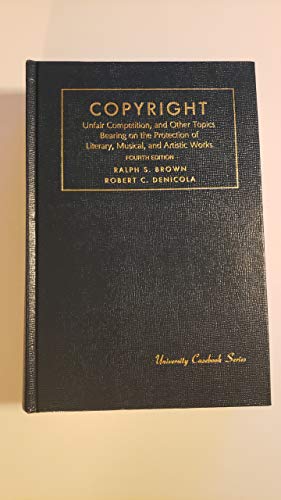 COPYRIGHT
Unfair Competition, and Other Topics
Bearing on the Protection of
Literary, Musical, and Artistic Works
FOURTH EDITION
RALPH S. BROWN
ROBERT C. DENICOLA
University Casebook Series